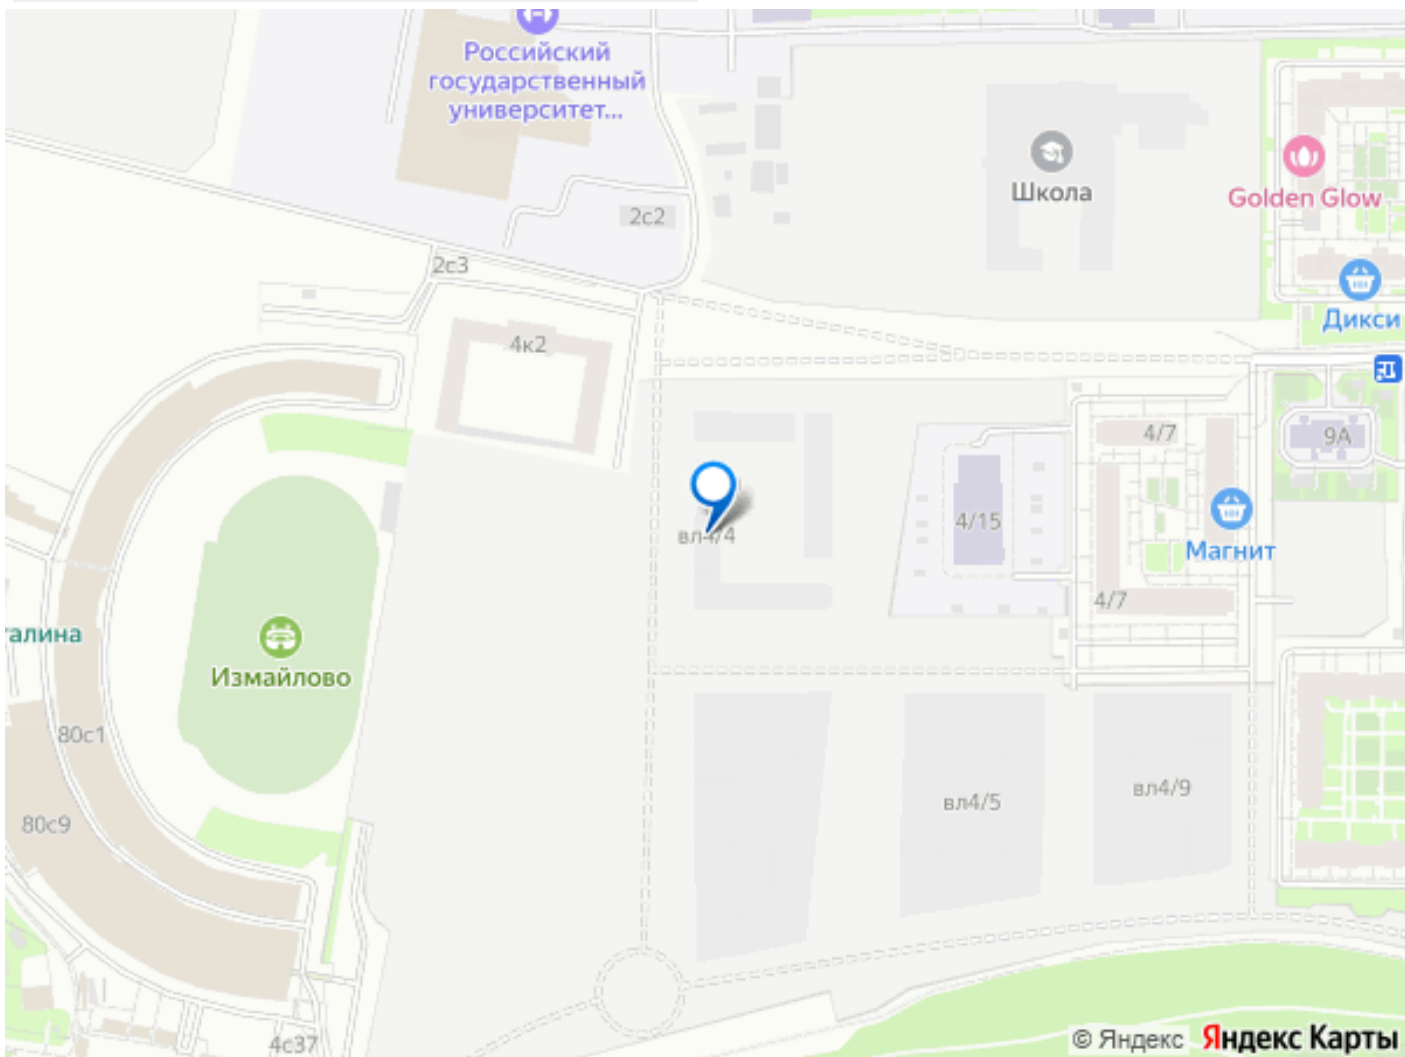 Российский
государственный
университет...
Школа
Golden Glow
2с2
2с3
Дикси
4к2
4/7
9А
4/15
Магнит
вл4/4
4/7
талина
Измайлово
80с1
вл4/5
вл4/9
80с9
4с37
© Яндекс Яндекс Карты